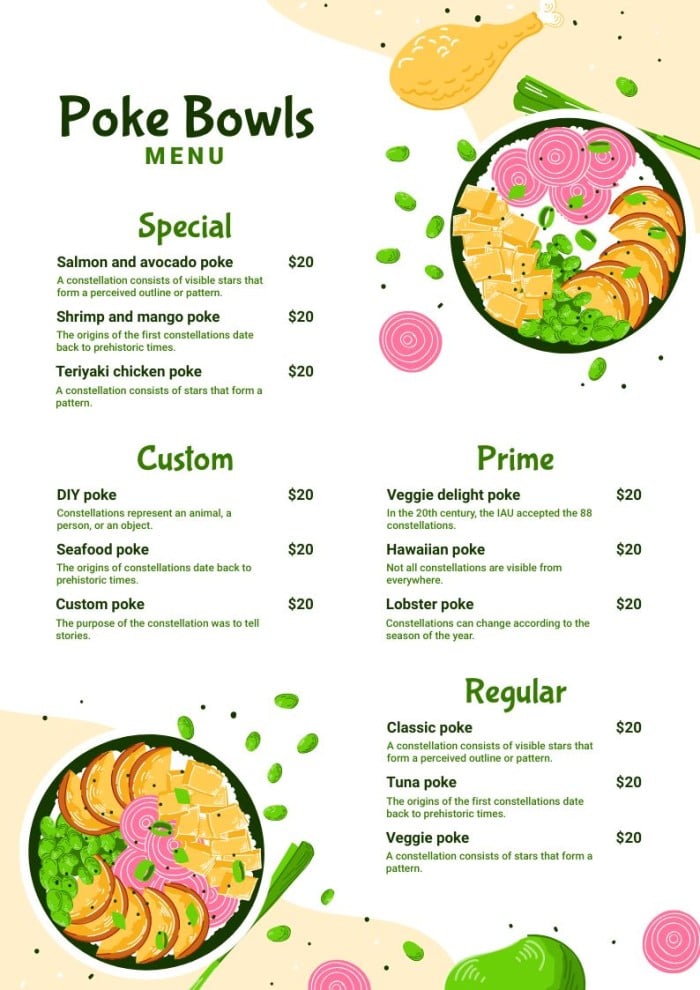 Poke Bowls
MENU
Special
Salmon and avocado poke $20
A constellation consists of visible stars that
form a perceived outline or pattern.
Shrimp and mango poke $20
The origins of the first constellations date
back to prehistoric times.
Teriyaki chicken poke $20
A constellation consists of stars that form a
pattern.
Custom
DIY poke $20
Constellations represent an animal, a
person, or an object.
Seafood poke $20
The origins of constellations date back to
prehistoric times.
Custom poke $20
The purpose of the constellation was to tell
stories.
Prime
Veggie delight poke $20
In the 20th century, the IAU accepted the 88
constellations.
Hawaiian poke $20
Not all constellations are visible from
everywhere.
Lobster poke $20
Constellations can change according to the
season of the year.
Regular
Classic poke $20
A constellation consists of visible stars that
form a perceived outline or pattern.
Tuna poke $20
The origins of the first constellations date
back to prehistoric times.
Veggie poke $20
A constellation consists of stars that form a
pattern.